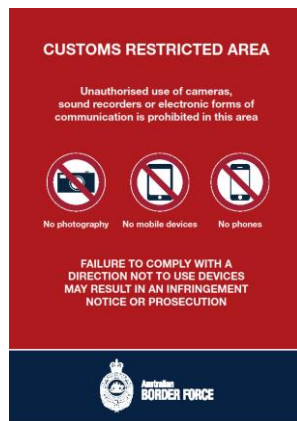 CUSTOMS RESTRICTED AREA
Unauthorised use of cameras,
sound recorders or electronic forms of
communication is prohibited in this area
No photography No mobile devices No phones
FAILURE TO COMPLY WITH A
DIRECTION NOT TO USE DEVICES
MAY RESULT IN AN INFRINGEMENT
NOTICE OR PROSECUTION
Australian
BORDER FORCE